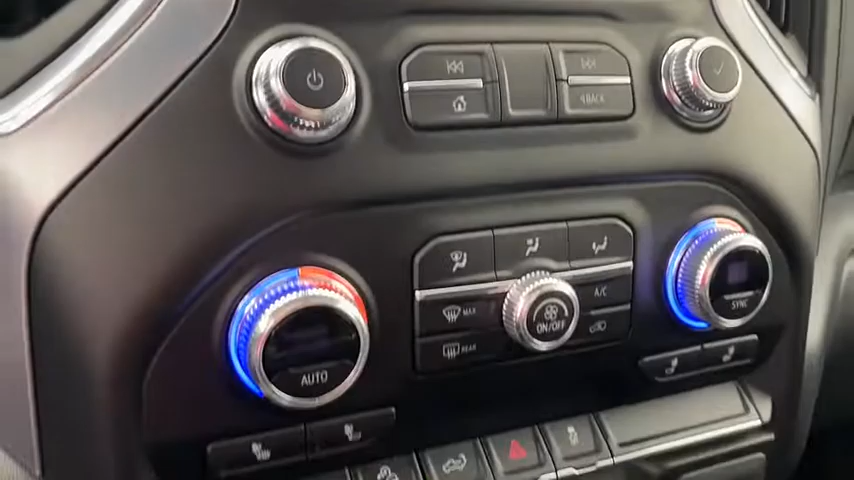 BACK
MAX
A/C
ON/OFF
REAR
SYNC
AUTO